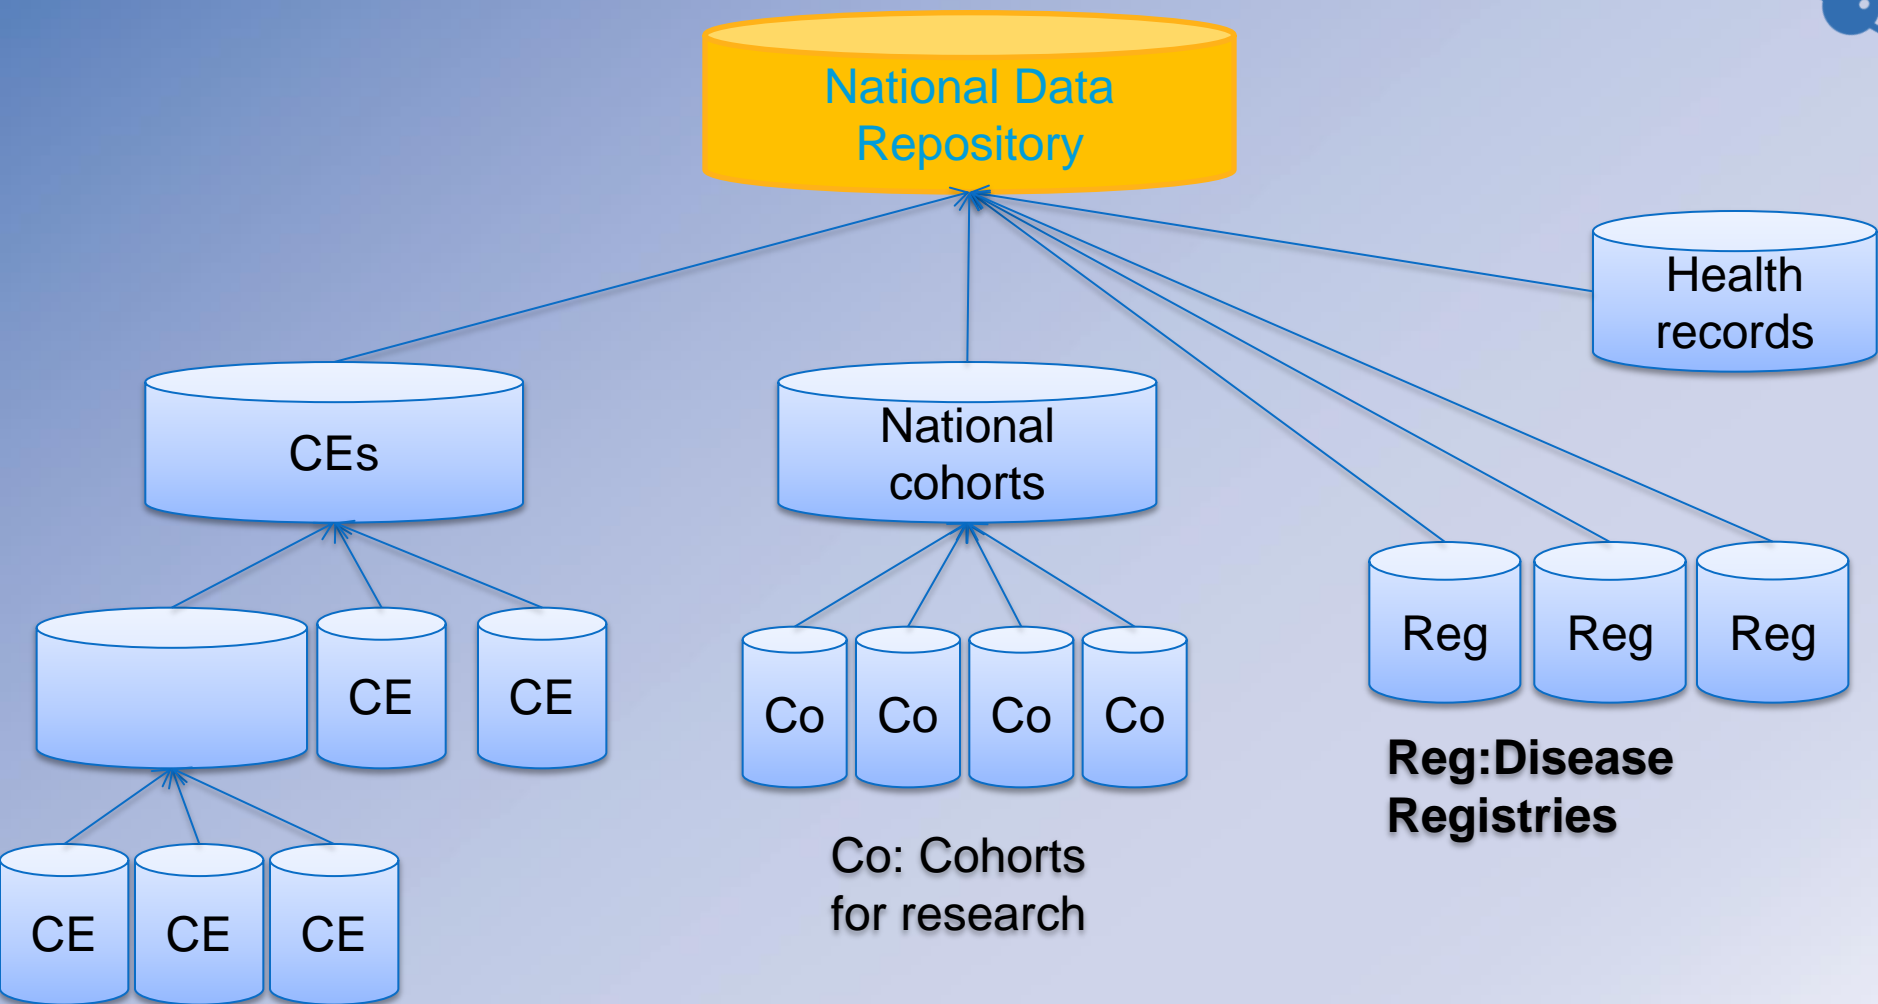 National Data
Repository
Health
records
CEs
National
cohorts
CE
CE
Co
Co
Co
Co
Reg
Reg
Reg
Reg:Disease
Registries
CE
CE
CE
Co: Cohorts
for research